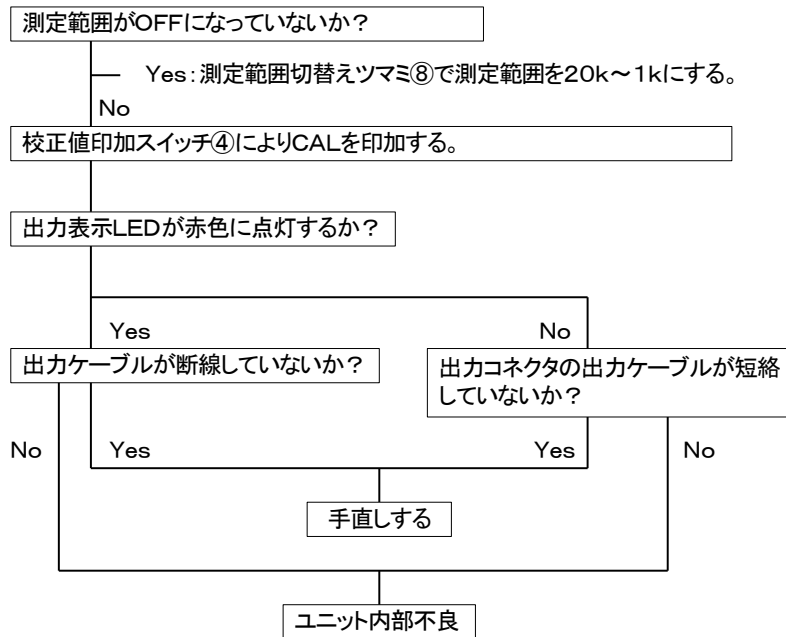 測定範囲がOFFになっていないか？
Yes：測定範囲切替えツマミ⑧で測定範囲を20k～1kにする。
No
校正値印加スイッチ④によりCALを印加する。
出力表示LEDが赤色に点灯するか？
Yes
No
出力ケーブルが断線していないか？
出力コネクタの出力ケーブルが短絡
していないか？
No
Yes
Yes
No
手直しする
ユニット内部不良